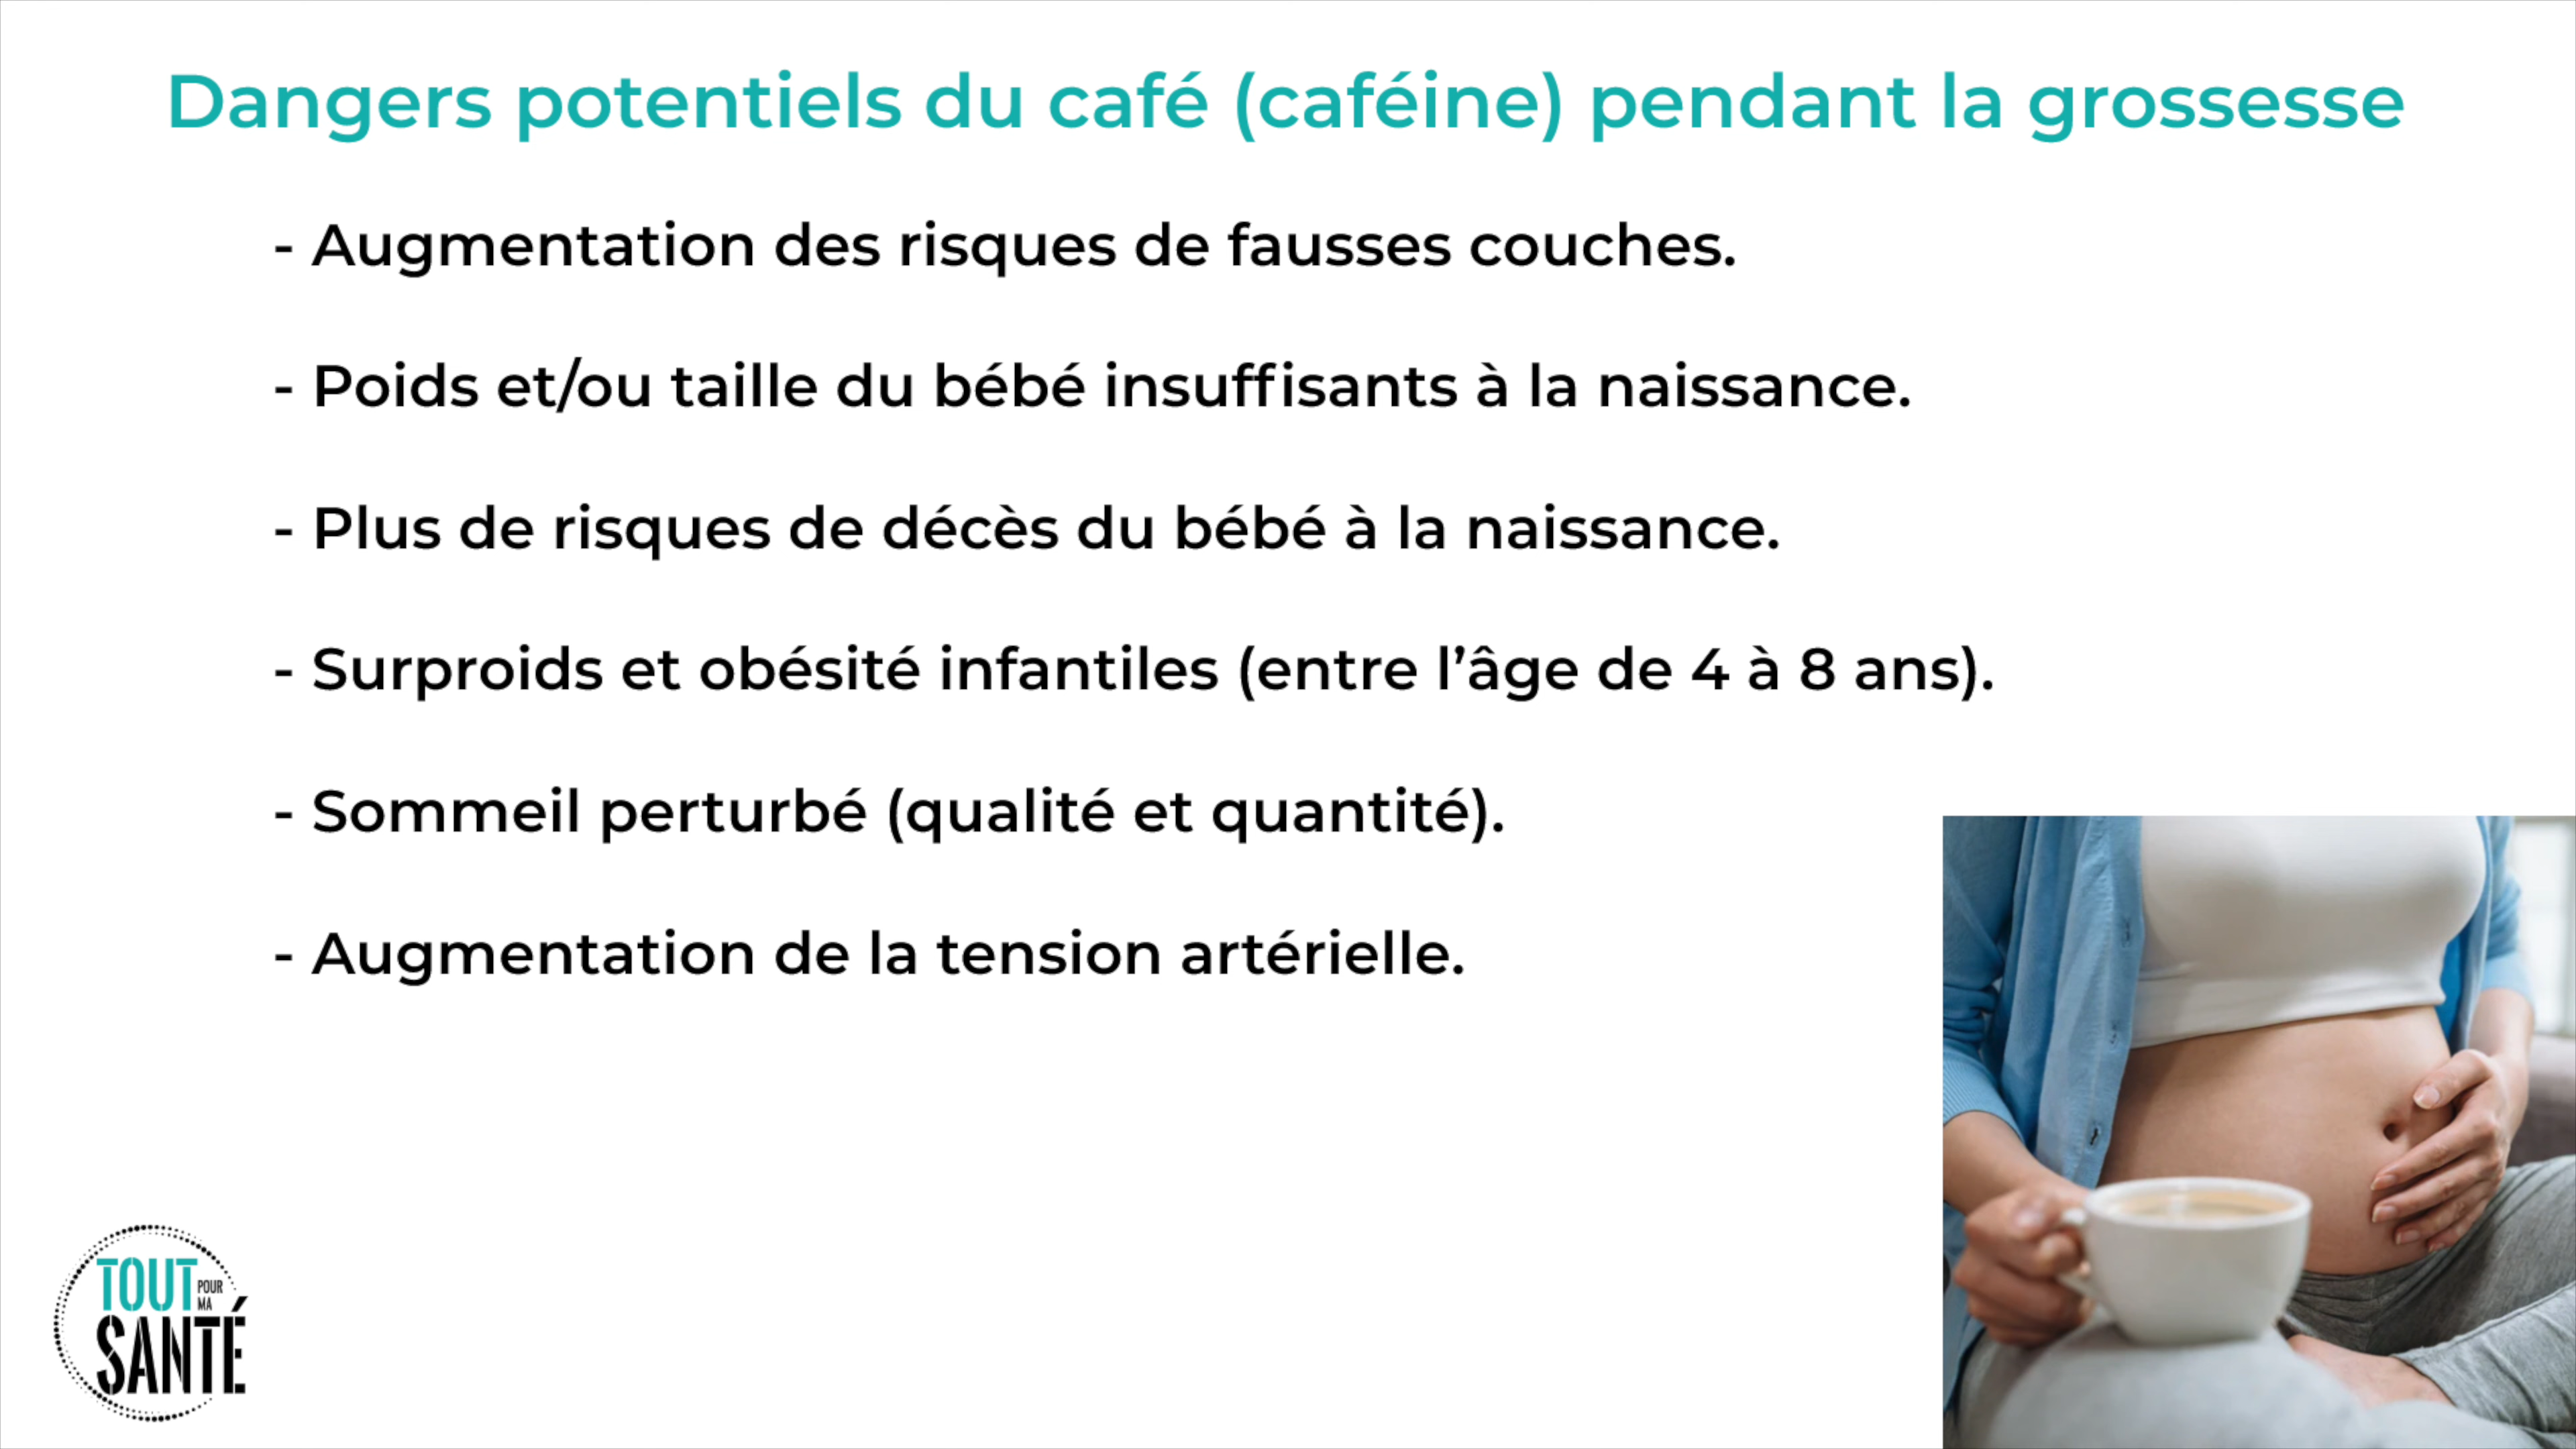 Dangers potentiels du café (caféine) pendant la grossesse
- Augmentation des risques de fausses couches.
- Poids et/ou taille du bébé insuffisants à la naissance.
- Plus de risques de décès du bébé à la naissance.
- Surproids et obésité infantiles (entre l’âge de 4 à 8 ans).
- Sommeil perturbé (qualité et quantité).
- Augmentation de la tension artérielle.
TOUT POUR MA
SANTÉ